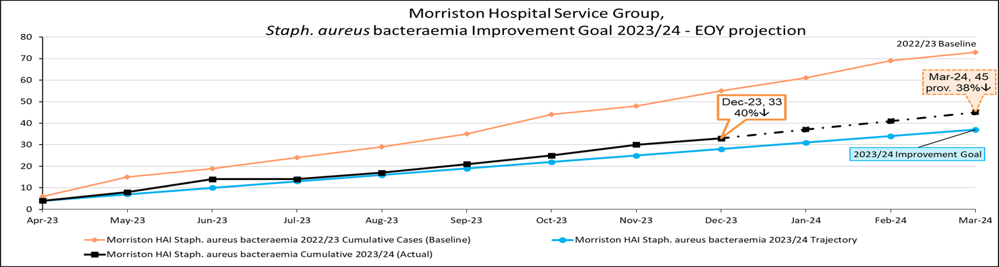 Morriston Hospital Service Group,
Staph. aureus bacteraemia Improvement Goal 2023/24 - EOY projection
80
70
60
50
40
30
20
10
0
2022/23 Baseline
Mar-24, 45
prov. 38%↓
Dec-23, 33
40%↓
2023/24 Improvement Goal
Apr-23 May-23 Jun-23 Jul-23 Aug-23 Sep-23 Oct-23 Nov-23 Dec-23 Jan-24 Feb-24 Mar-24
Morriston HAI Staph. aureus bacteraemia 2022/23 Cumulative Cases (Baseline)
Morriston HAI Staph. aureus bacteraemia 2023/24 Trajectory
Morriston HAI Staph. aureus bacteraemia Cumulative 2023/24 (Actual)